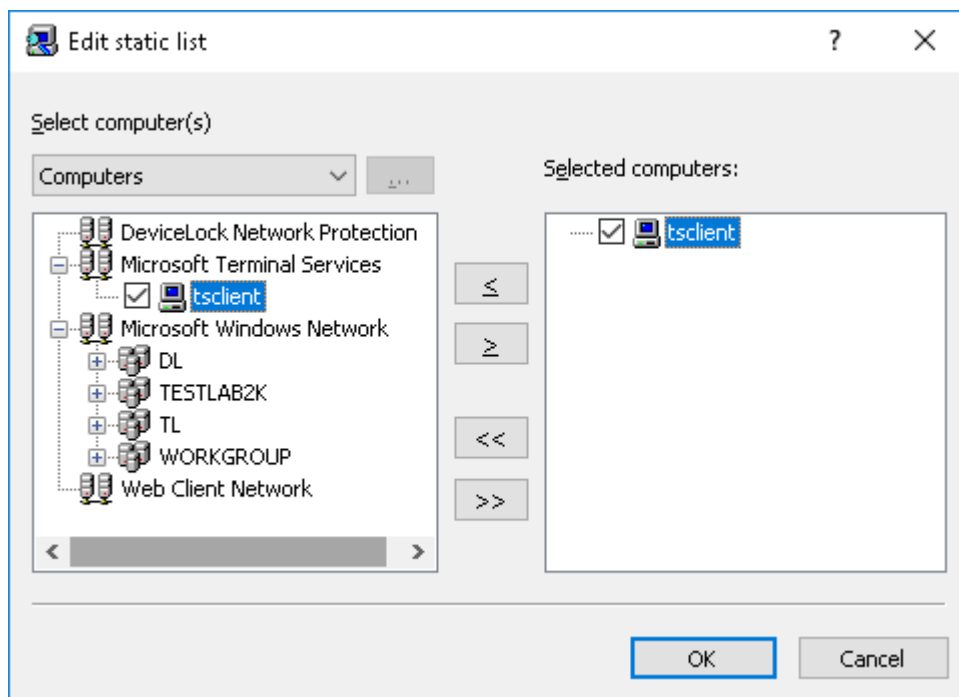 Edit static list
?
Select computer(s)
Computers
...
Selected computers:
DeviceLock Network Protection
Microsoft Terminal Services
tsclient
Microsoft Windows Network
DL
TESTLAB2K
TL
WORKGROUP
Web Client Network
<
>
<<
>>
tsclient
OK
Cancel